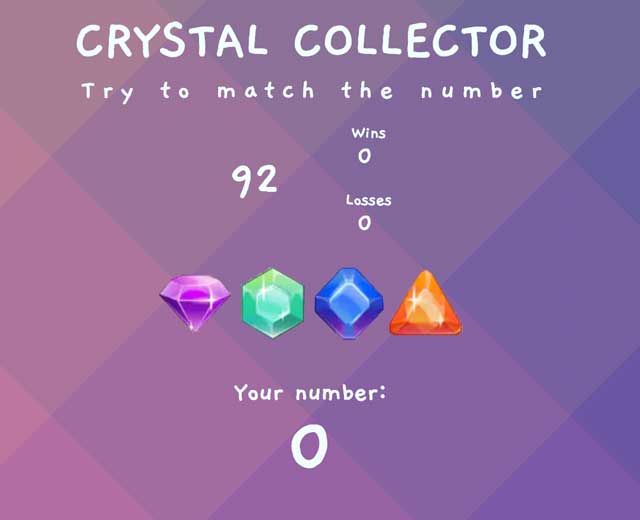 CRYSTAL COLLECTOR
Try to match the number
Wins
0
92
Losses
0
Your number:
0